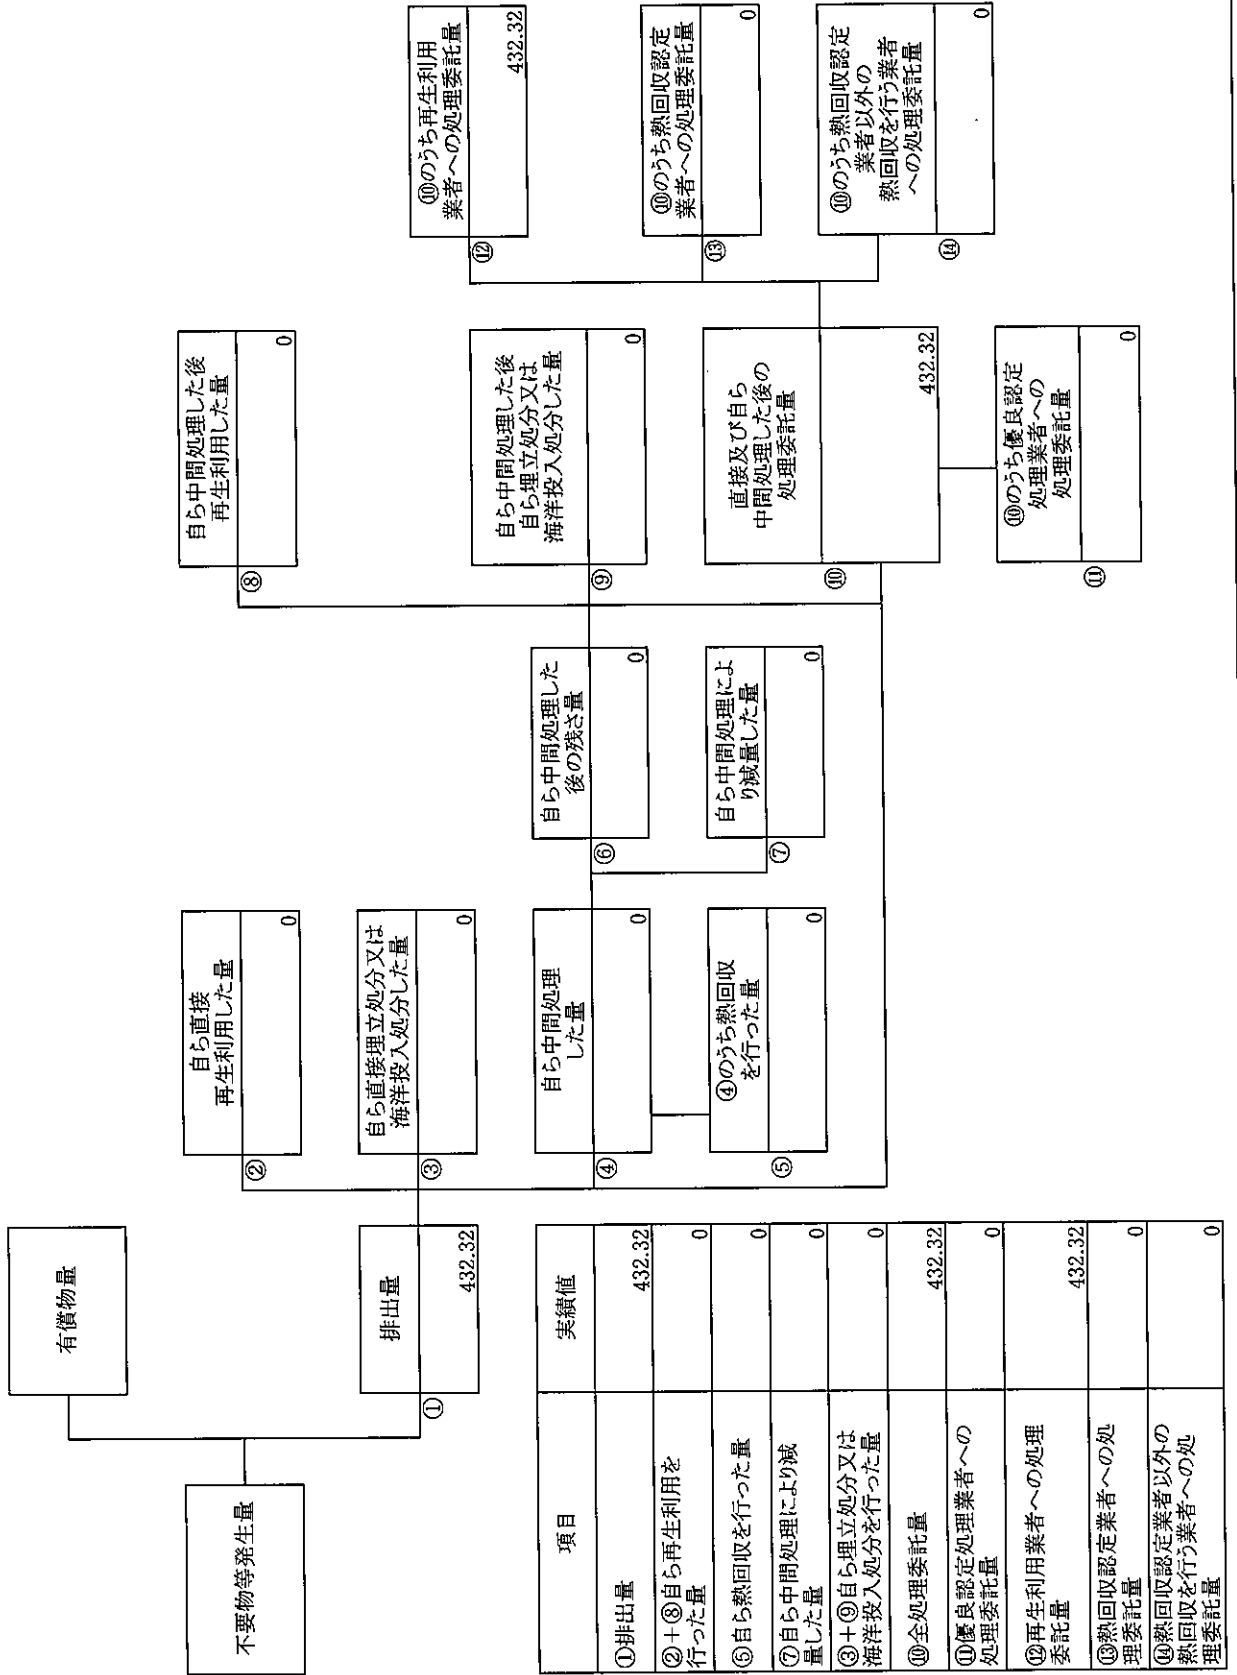 不要物等発生量
有償物量
①
排出量
432.32
②
自ら直接
再生利用した量
0
③
自ら直接埋立処分又は
海洋投入処分した量
0
④
自ら中間処理
した量
0
⑤
④のうち熱回収
を行った量
0
⑥
自ら中間処理した
後の残さ量
0
⑦
自ら中間処理によ
り減量した量
0
⑧
自ら中間処理した後
再生利用した量
0
⑨
自ら中間処理した後
自ら埋立処分又は
海洋投入処分した量
0
⑩
直接及び自ら
中間処理した後の
処理委託量
432.32
⑪
⑩のうち優良認定
処理業者への
処理委託量
0
⑫
⑩のうち再生利用
業者への処理委託量
432.32
⑬
⑩のうち熱回収認定
業者への処理委託量
0
⑭
⑩のうち熱回収認定
業者以外の
熱回収を行う業者
への処理委託量
0
項目 実績値
①排出量 432.32
②＋⑧自ら再生利用を
行った量 0
⑤自ら熱回収を行った量 0
⑦自ら中間処理により減
量した量 0
③＋⑨自ら埋立処分又は
海洋投入処分を行った量 0
⑩全処理委託量 432.32
⑪優良認定処理業者への
処理委託量 0
⑫再生利用業者への処理
委託量 432.32
⑬熱回収認定業者への処
理委託量 0
⑭熱回収認定業者以外の
熱回収を行う業者への処
理委託量 0